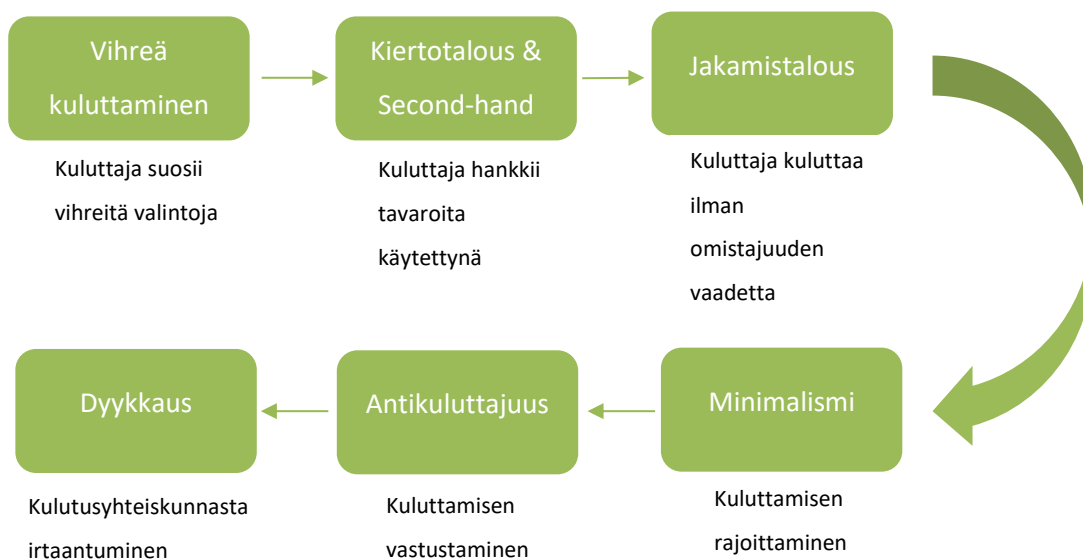 Vihreä
kuluttaminen
Kuluttaja suosii
vihreitä valintoja
Kiertotalous &
Second-hand
Kuluttaja hankkii
tavaroita
käytettynä
Jakamistalous
Kuluttaja kuluttaa
ilman
omistajuuden
vaadetta
Minimalismi
Kuluttamisen
rajoittaminen
Antikuluttajuus
Kuluttamisen
vastustaminen
Dyykkaus
Kulutusyhteiskunnasta
irtaantuminen